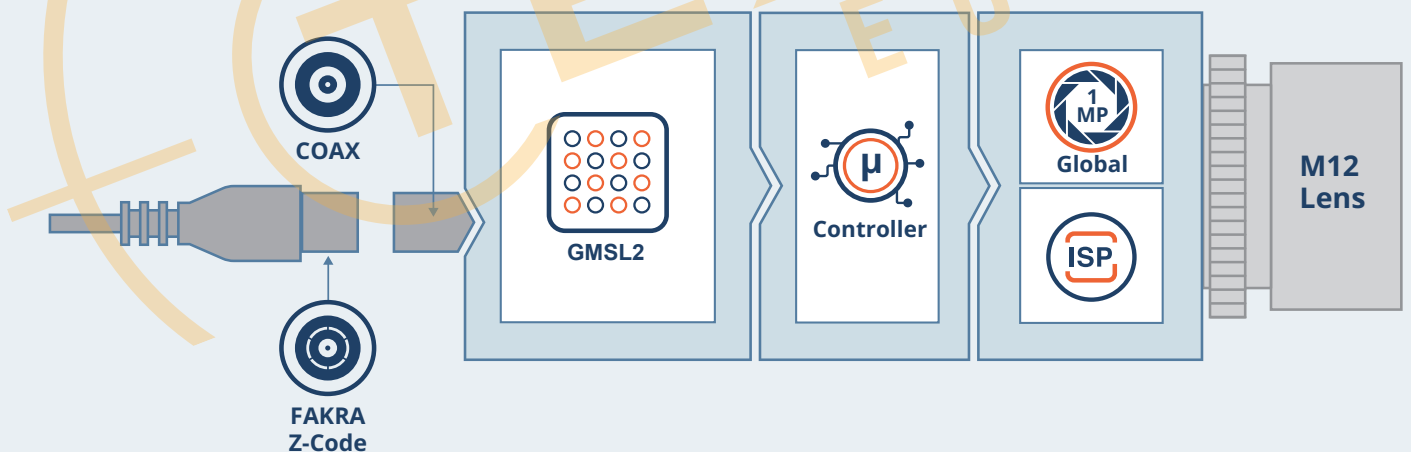 COAX
FAKRA
Z-Code
GMSL2
µ
Controller
1
MP
Global
ISP
M12
Lens